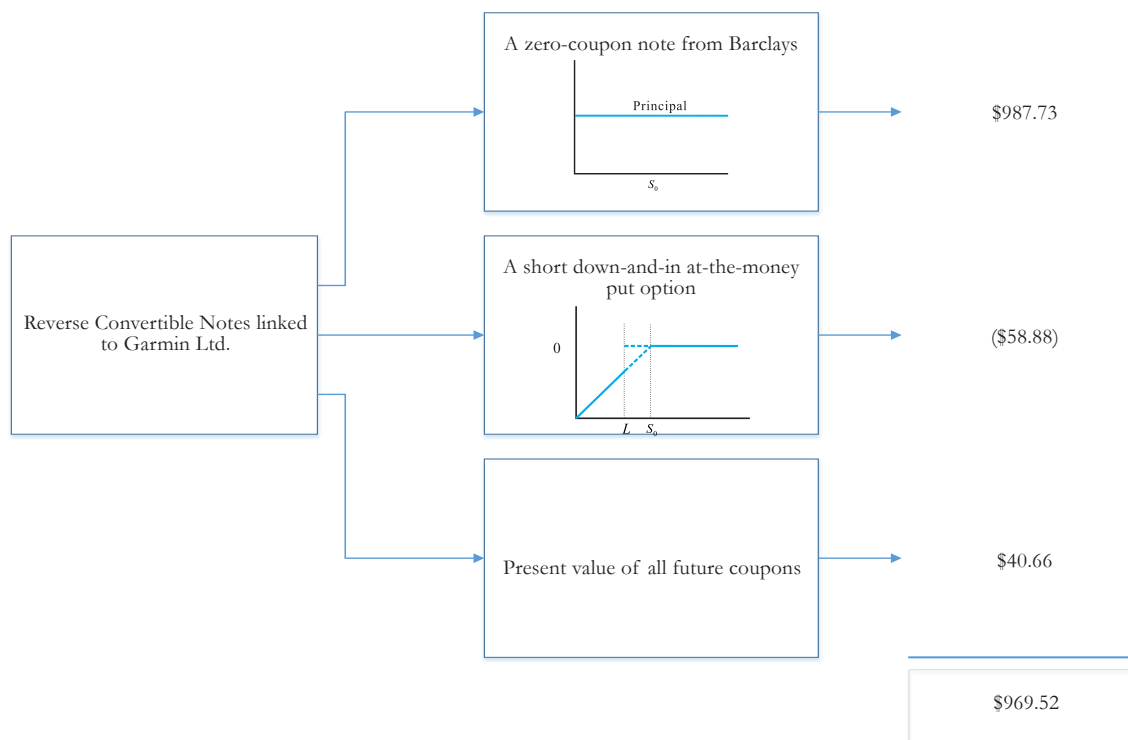 A zero-coupon note from Barclays
Principal
S₀
$987.73
Reverse Convertible Notes linked
to Garmin Ltd.
A short down-and-in at-the-money
put option
0
L S₀
($58.88)
Present value of all future coupons
$40.66
$969.52